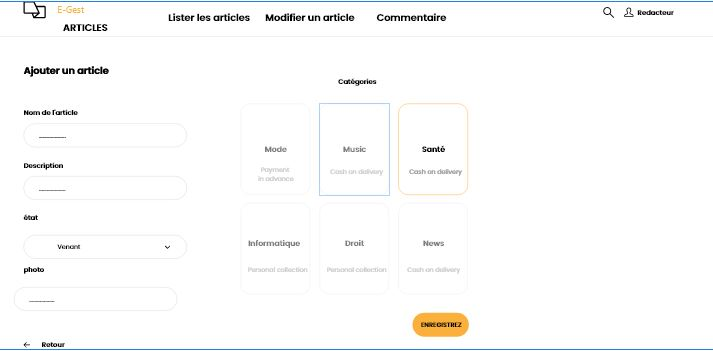 E-Gest
ARTICLES
Lister les articles
Modifier un article
Commentaire
Redacteur
Ajouter un article
Nom de l'article
Description
état
Venant
photo
Retour
Catégories
Mode
Payment
in advance
Music
Cash on delivery
Santé
Cash on delivery
Informatique
Personal collection
Droit
Personal collection
News
Cash on delivery
ENREGISTREZ